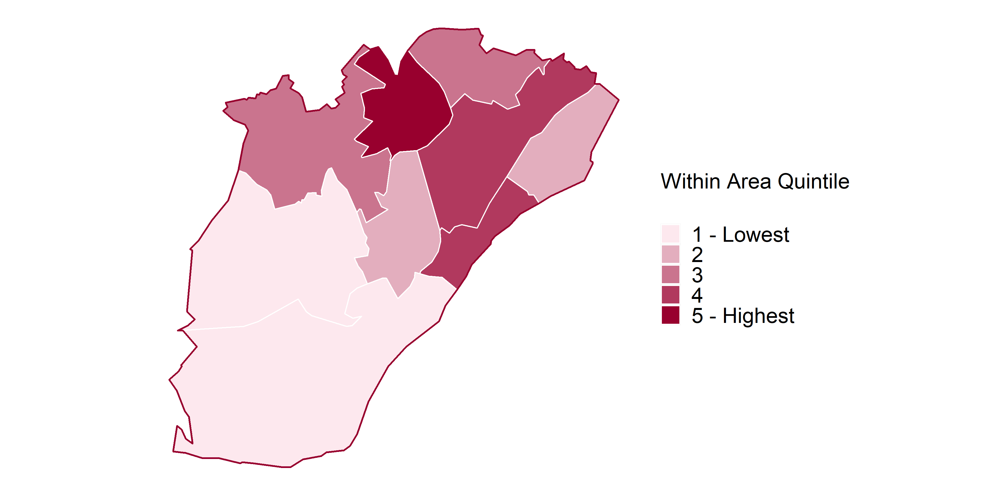 Within Area Quintile
1 - Lowest
2
3
4
5 - Highest